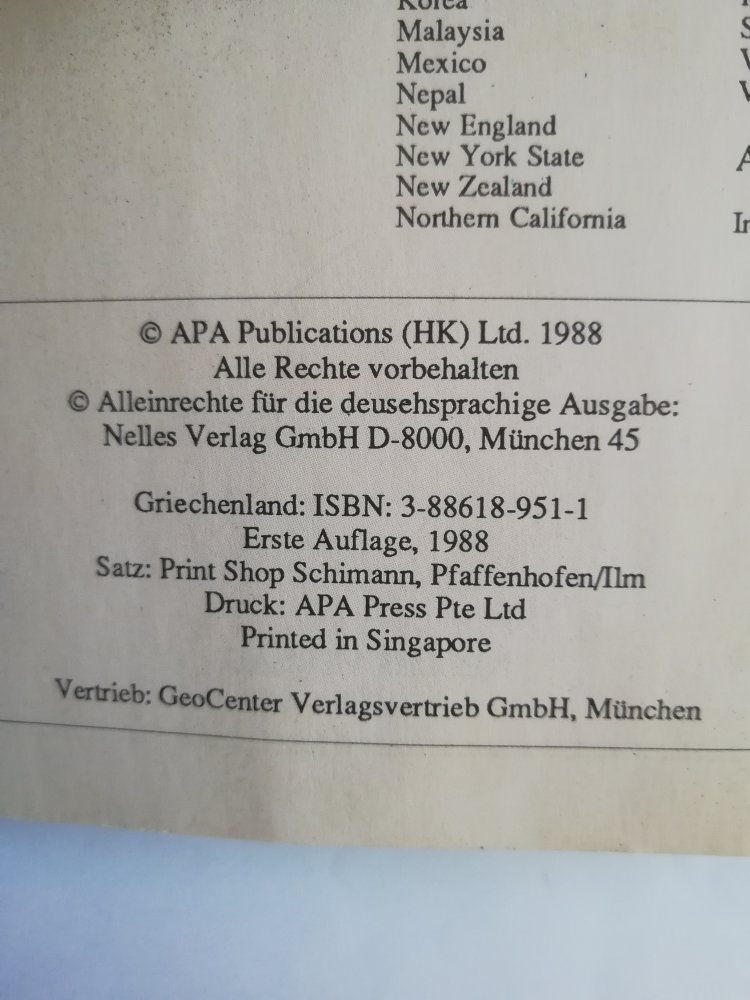 Korea
Malaysia
Mexico
Nepal
New England
New York State
New Zealand
Northern California
© APA Publications (HK) Ltd. 1988
Alle Rechte vorbehalten
© Alleinrechte für die deusehsprachige Ausgabe:
Nelles Verlag GmbH D-8000, München 45
Griechenland: ISBN: 3-88618-951-1
Erste Auflage, 1988
Satz: Print Shop Schimann, Pfaffenhofen/Ilm
Druck: APA Press Pte Ltd
Printed in Singapore
Vertrieb: GeoCenter Verlagsvertrieb GmbH, München